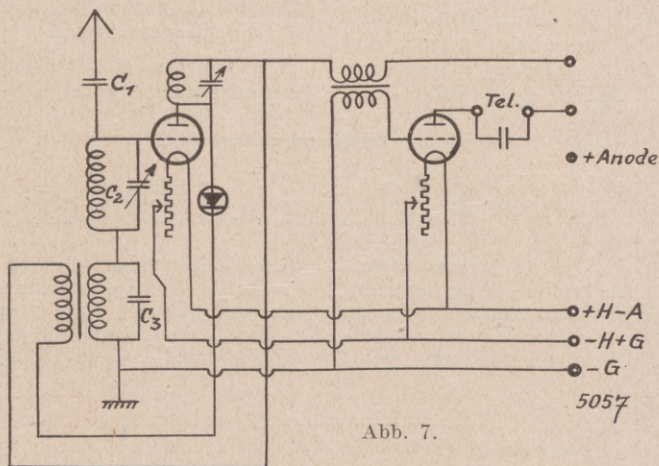 C₁
Tel.
+Anode
C₂
C₃
+H-A
-H+G
-G
5057
Abb. 7.